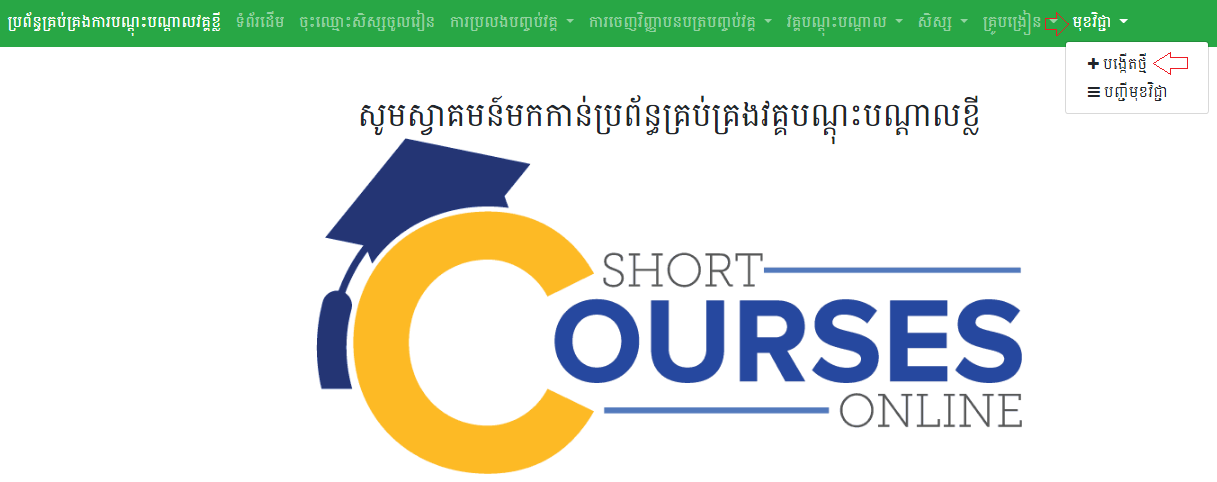 ប្រព័ន្ធគ្រប់គ្រងការបណ្តុះបណ្តាលវគ្គខ្លី ទំព័រដើម ចុះឈ្មោះសិស្សចូលរៀន ការប្រលងបញ្ចប់វគ្គ ការចេញវិញ្ញាបនបត្របញ្ចប់វគ្គ វគ្គបណ្តុះបណ្តាល សិស្ស គ្រូបង្រៀន មុខវិជ្ជា
បង្កើតថ្មី
បញ្ជីមុខវិជ្ជា
សូមស្វាគមន៍មកកាន់ប្រព័ន្ធគ្រប់គ្រងវគ្គបណ្តុះបណ្តាលខ្លី
SHORT
COURSES
ONLINE